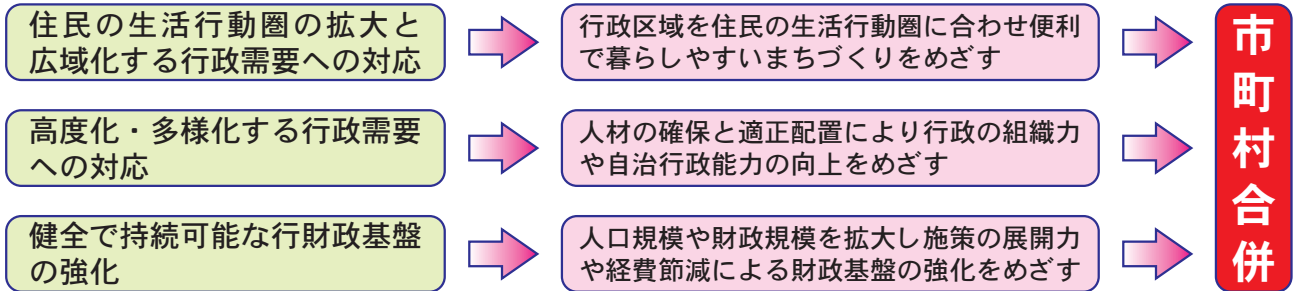 住民の生活行動圏の拡大と
広域化する行政需要への対応
行政区域を住民の生活行動圏に合わせ便利
で暮らしやすいまちづくりをめざす
高度化・多様化する行政需要
への対応
人材の確保と適正配置により行政の組織力
や自治行政能力の向上をめざす
健全で持続可能な行財政基盤
の強化
人口規模や財政規模を拡大し施策の展開力
や経費節減による財政基盤の強化をめざす
市町村合併